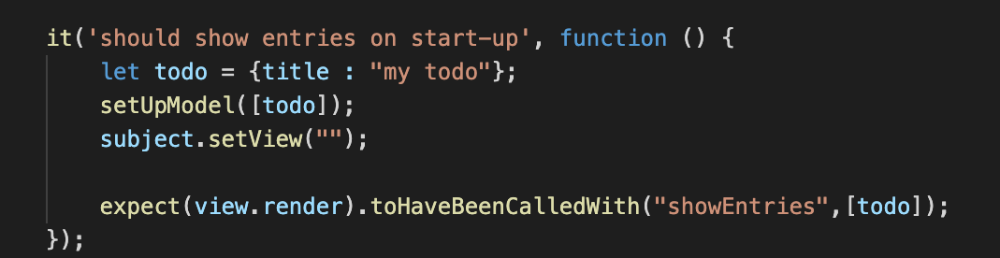 it('should show entries on start-up', function () {
let todo = {title : "my todo"};
setUpModel([todo]);
subject.setView("");
expect(view.render).toHaveBeenCalledWith("showEntries",[todo]);
});